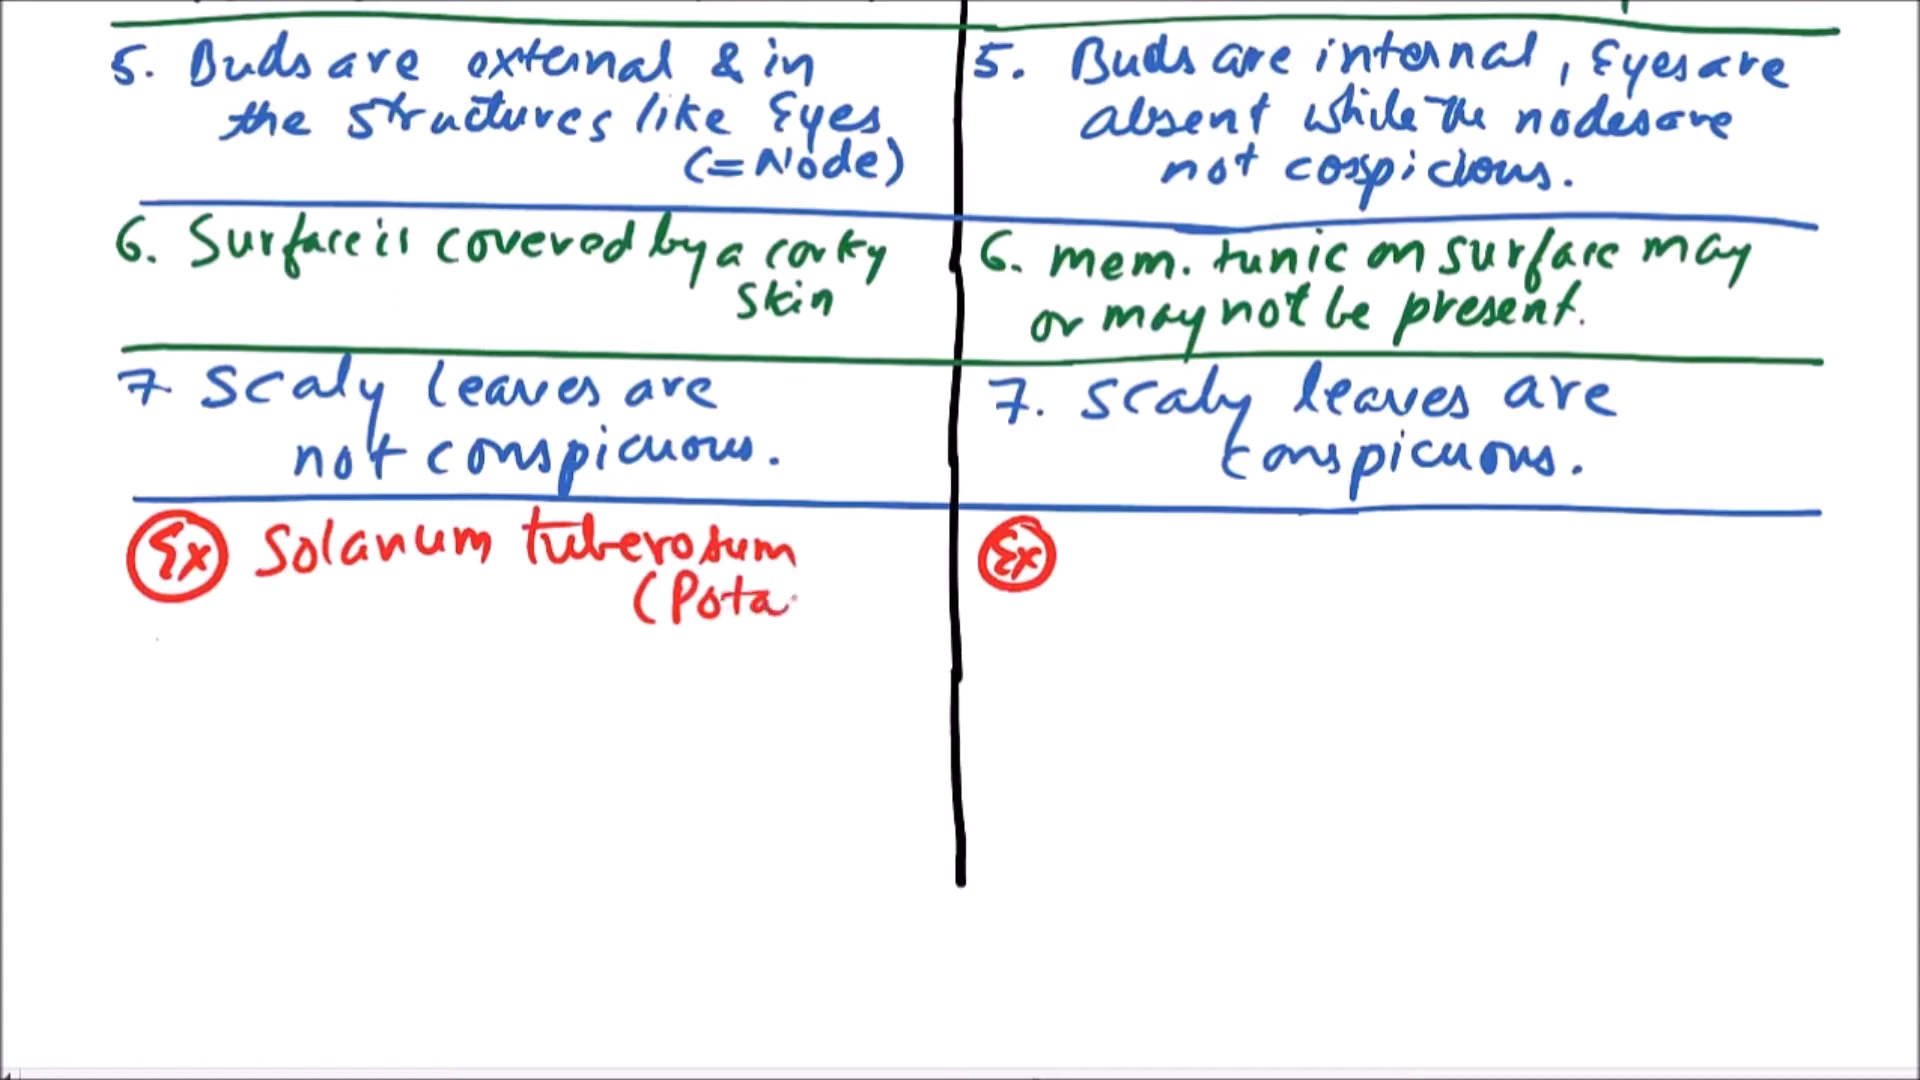 5. Buds are external & in
the structures like Eyes
(=Node)
6. Surface is covered by a corky
Skin
7. Scaly leaves are
not conspicuous.
Ex Solanum tuberosum
(Pota
5. Buds are internal, Eyes are
absent while the nodes are
not cospicious.
6. mem. tunic on surface may
or may not be present.
7. Scaly leaves are
conspicuous.
Ex